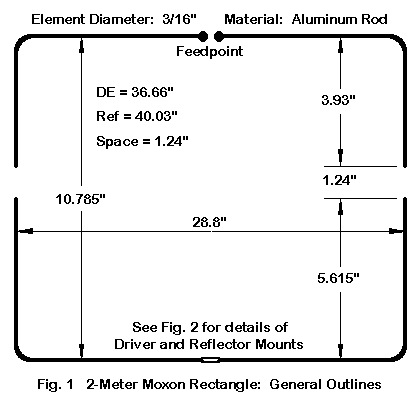 Element Diameter: 3/16" Material: Aluminum Rod
Feedpoint
DE = 36.66"
Ref = 40.03"
Space = 1.24"
3.93"
1.24"
10.785"
28.8"
5.615"
See Fig. 2 for details of
Driver and Reflector Mounts
Fig. 1 2-Meter Moxon Rectangle: General Outlines